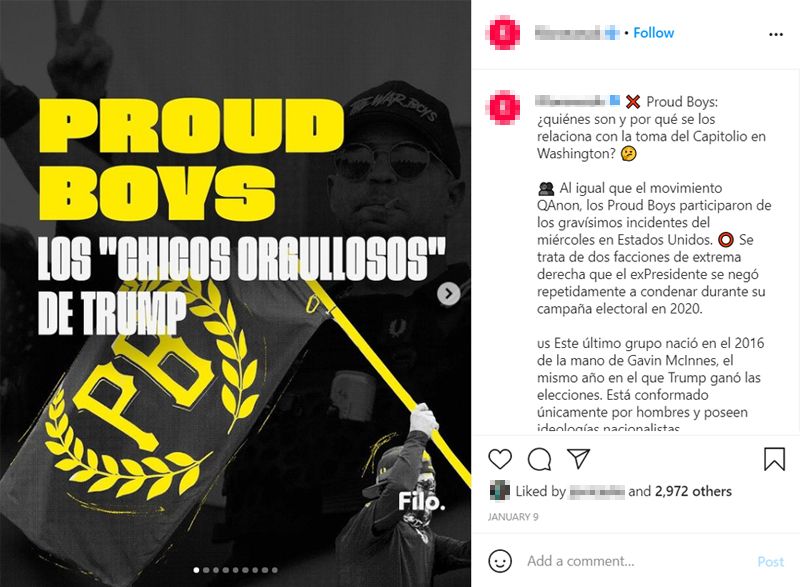 PROUD
BOYS
LOS "CHICOS ORGULLOSOS"
DE TRUMP
THE WAR BOYS
PB
Filo.
• Follow
Proud Boys:
¿quiénes son y por qué se los
relaciona con la toma del Capitolio en
Washington?
Al igual que el movimiento
QAnon, los Proud Boys participaron de
los gravísimos incidentes del
miércoles en Estados Unidos. Se
trata de dos facciones de extrema
derecha que el exPresidente se negó
repetidamente a condenar durante su
campaña electoral en 2020.
us Este último grupo nació en el 2016
de la mano de Gavin McInnes, el
mismo año en el que Trump ganó las
elecciones. Está conformado
únicamente por hombres y poseen
ideologías nacionalistas
Liked by and 2,972 others
JANUARY 9
Add a comment...
Post